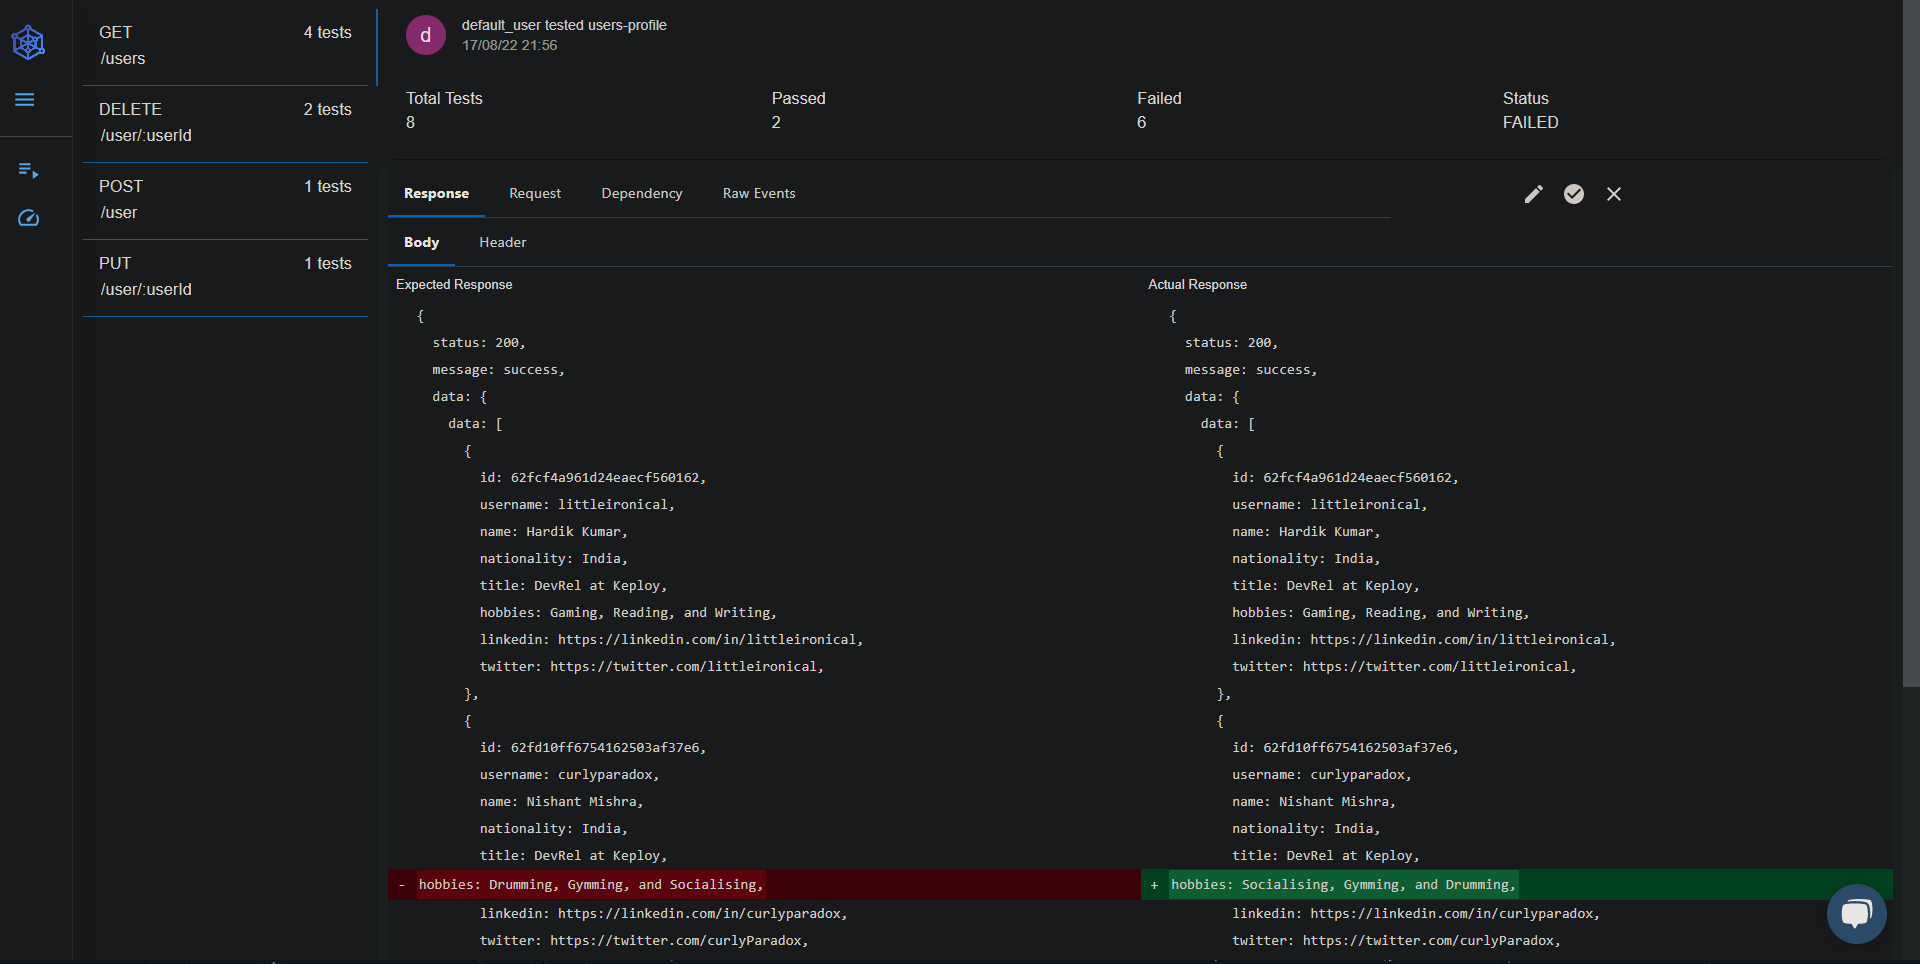 GET 4 tests
/users
DELETE 2 tests
/user/:userId
POST 1 tests
/user
PUT 1 tests
/user/:userId
d
default_user tested users-profile
17/08/22 21:56
Total Tests Passed Failed Status
8 2 6 FAILED
Response Request Dependency Raw Events
Body Header
Expected Response
{
status: 200,
message: success,
data: {
data: [
{
id: 62fcf4a961d24eaecf560162,
username: littleironical,
name: Hardik Kumar,
nationality: India,
title: DevRel at Keploy,
hobbies: Gaming, Reading, and Writing,
linkedin: https://linkedin.com/in/littleironical,
twitter: https://twitter.com/littleironical,
},
{
id: 62fd10ff6754162503af37e6,
username: curlyparadox,
name: Nishant Mishra,
nationality: India,
title: DevRel at Keploy,
- hobbies: Drumming, Gymming, and Socialising,
linkedin: https://linkedin.com/in/curlyparadox,
twitter: https://twitter.com/curlyParadox,
Actual Response
{
status: 200,
message: success,
data: {
data: [
{
id: 62fcf4a961d24eaecf560162,
username: littleironical,
name: Hardik Kumar,
nationality: India,
title: DevRel at Keploy,
hobbies: Gaming, Reading, and Writing,
linkedin: https://linkedin.com/in/littleironical,
twitter: https://twitter.com/littleironical,
},
{
id: 62fd10ff6754162503af37e6,
username: curlyparadox,
name: Nishant Mishra,
nationality: India,
title: DevRel at Keploy,
+ hobbies: Socialising, Gymming, and Drumming,
linkedin: https://linkedin.com/in/curlyparadox,
twitter: https://twitter.com/curlyParadox,